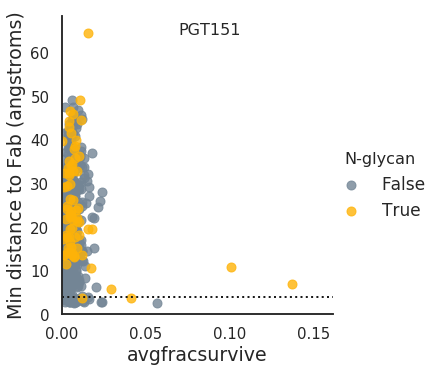 PGT151
Min distance to Fab (angstroms)
60
50
40
30
20
10
0
0.00 0.05 0.10 0.15
avgfracsurvive
N-glycan
False
True